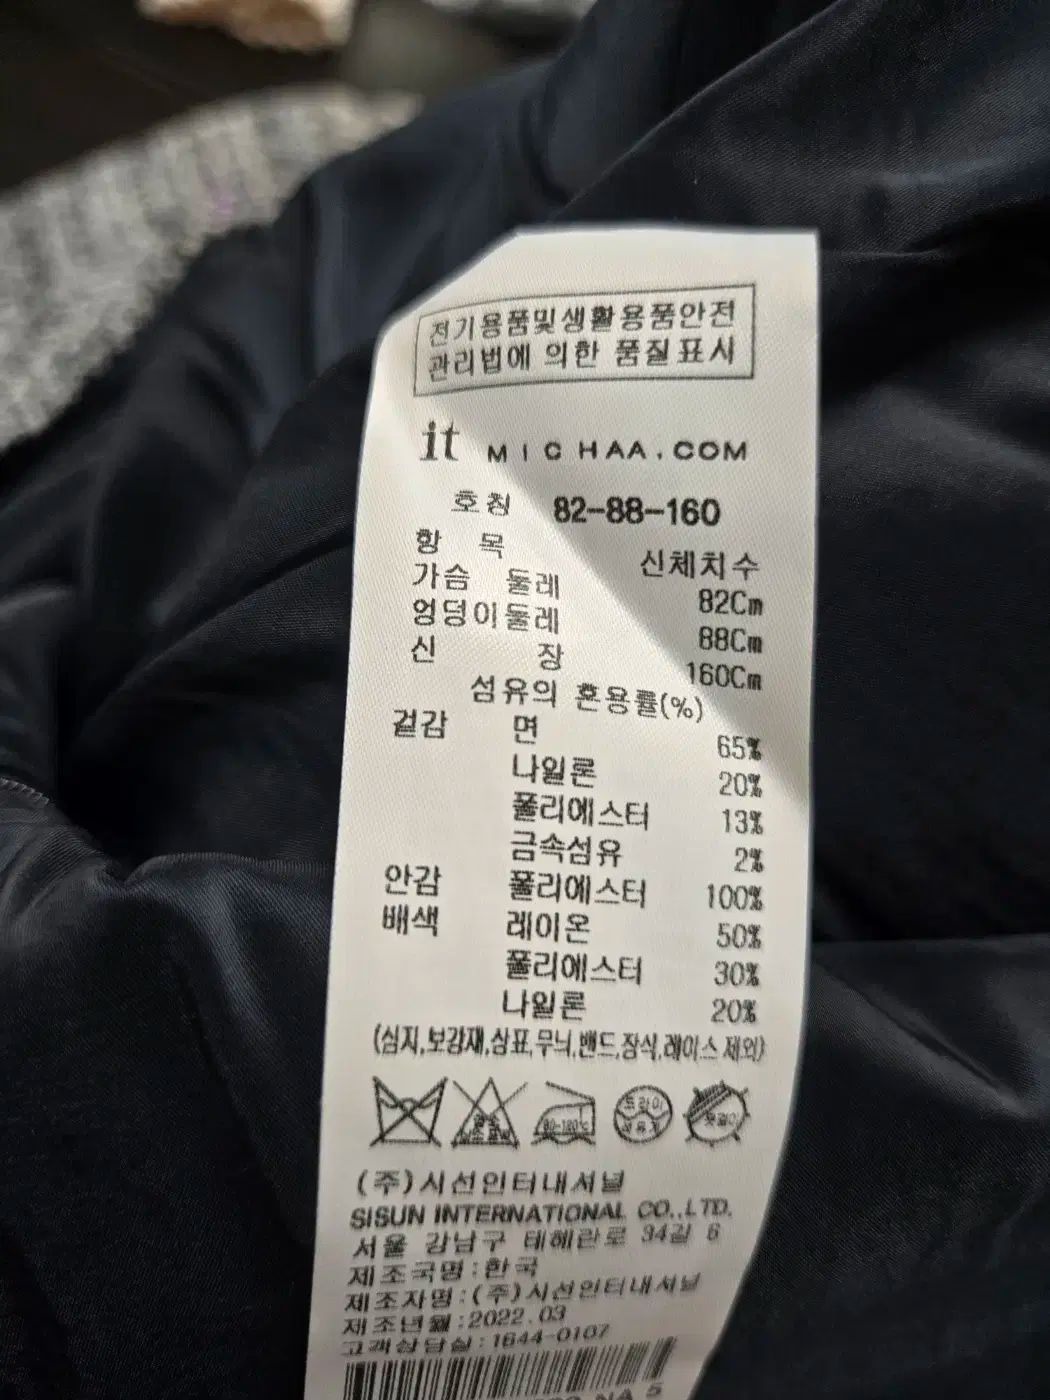 전기용품및생활용품안전
관리법에 의한 품질표시
it MICHAA.COM
호칭 82-88-160
항 목 신체치수
가슴 둘레 82Cm
엉덩이둘레 88Cm
신 장 160Cm
섬유의 혼용률(%)
겉감 면 65%
나일론 20%
폴리에스터 13%
금속섬유 2%
안감 폴리에스터 100%
배색 레이온 50%
폴리에스터 30%
나일론 20%
(심지,보강재,상표,무늬,밴드,장식,레이스 제외)
드라이
(주)시선인터내셔널
SISUN INTERNATIONAL CO.,LTD.
서울 강남구 테헤란로 34길 6
제조국명:한국
제조자명:(주)시선인터내셔널
제조년월:2022.03
고객상담실:1644-0107
NA 5